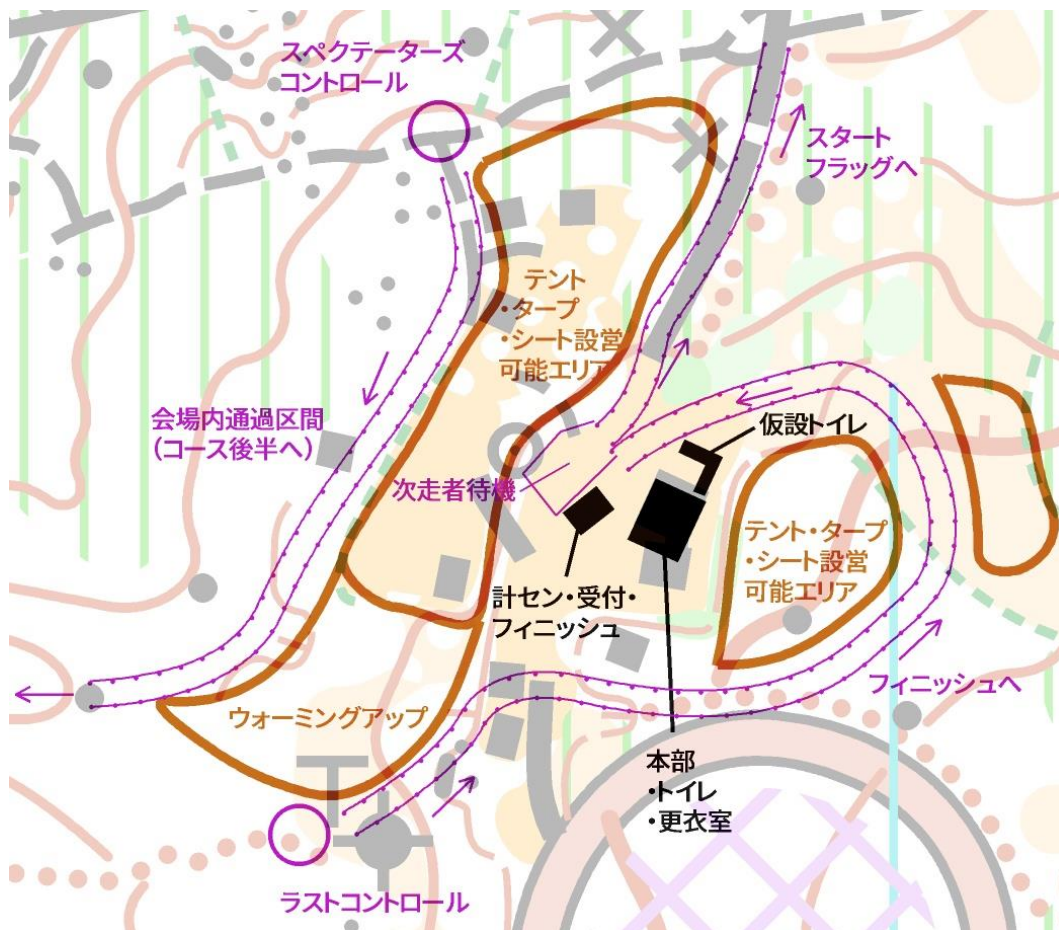 スペクテーターズ
コントロール
スタート
フラッグへ
テント
・タープ
・シート設営
可能エリア
会場内通過区間
(コース後半へ)
仮設トイレ
次走者待機
テント・タープ
・シート設営
可能エリア
計セン・受付・
フィニッシュ
フィニッシュへ
ウォーミングアップ
本部
・トイレ
・更衣室
ラストコントロール